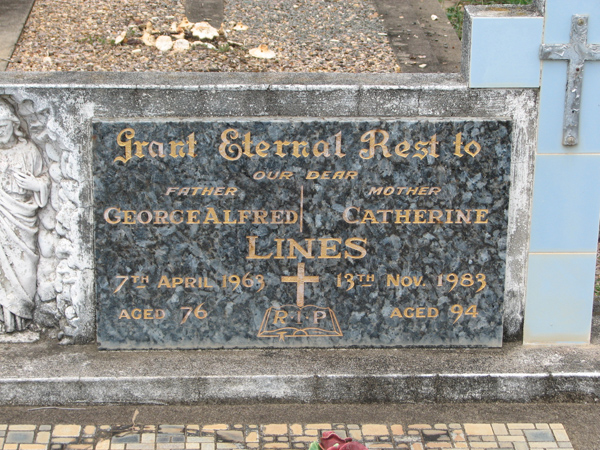 Grant Eternal Rest to
OUR DEAR
FATHER MOTHER
GEORGE ALFRED CATHERINE
LINES
7TH APRIL 1963 13TH NOV. 1983
AGED 76 AGED 94
R.I.P